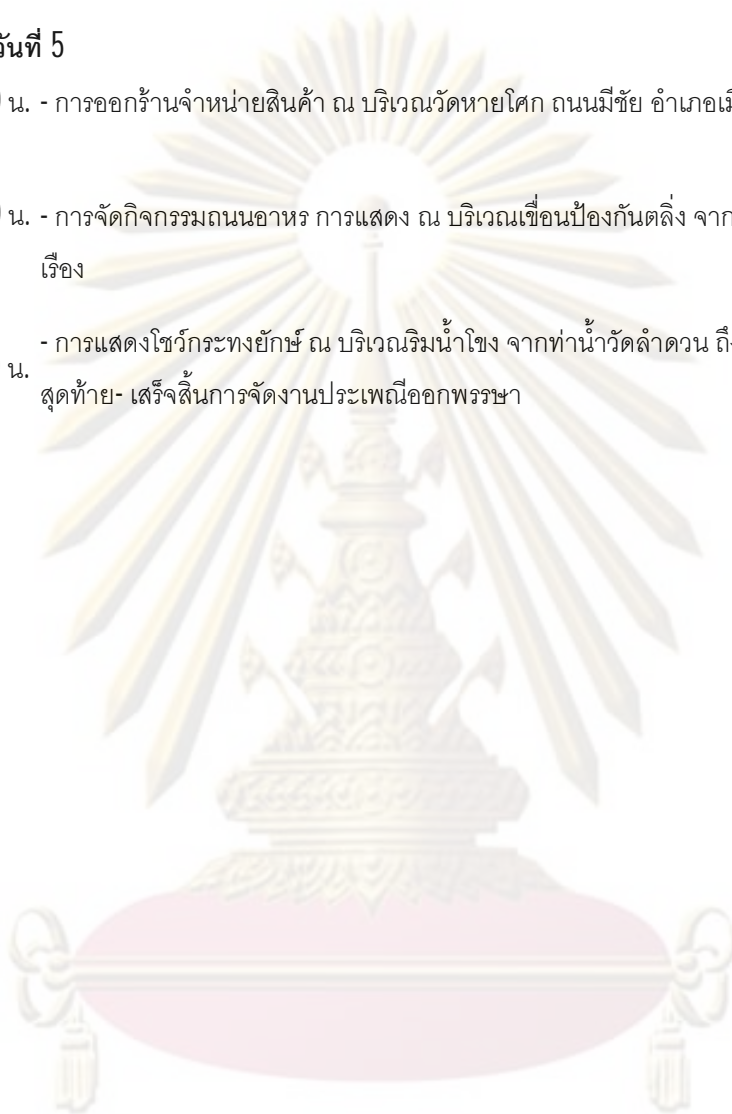 วันที่ 5
น. - การออกร้านจำหน่ายสินค้า ณ บริเวณวัดหายโศก ถนนมีชัย
น. - การจัดกิจกรรมถนนอาหร การแสดง ณ บริเวณเขื่อนป้องกันตลิ่ง จาก
เรือง
- การแสดงโชว์กระทงยักษ์ ณ บริเวณริมน้ำโขง จากท่าน้ำวัดลำดวน
น.
สุดท้าย- เสร็จสิ้นการจัดงานประเพณีออกพรรษา